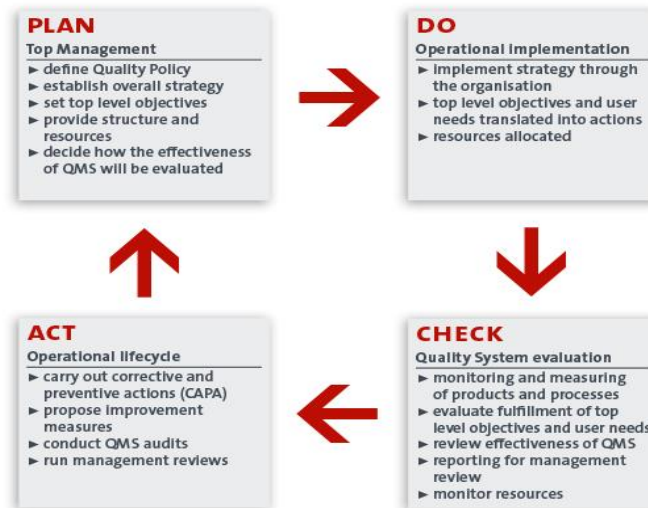 PLAN
Top Management
► define Quality Policy
► establish overall strategy
► set top level objectives
► provide structure and
resources
► decide how the effectiveness
of QMS will be evaluated
DO
Operational implementation
► implement strategy through
the organisation
► top level objectives and user
needs translated into actions
► resources allocated
ACT
Operational lifecycle
► carry out corrective and
preventive actions (CAPA)
► propose improvement
measures
► conduct QMS audits
► run management reviews
CHECK
Quality System evaluation
► monitoring and measuring
of products and processes
► evaluate fulfillment of top
level objectives and user needs
► review effectiveness of QMS
► reporting for management
review
► monitor resources